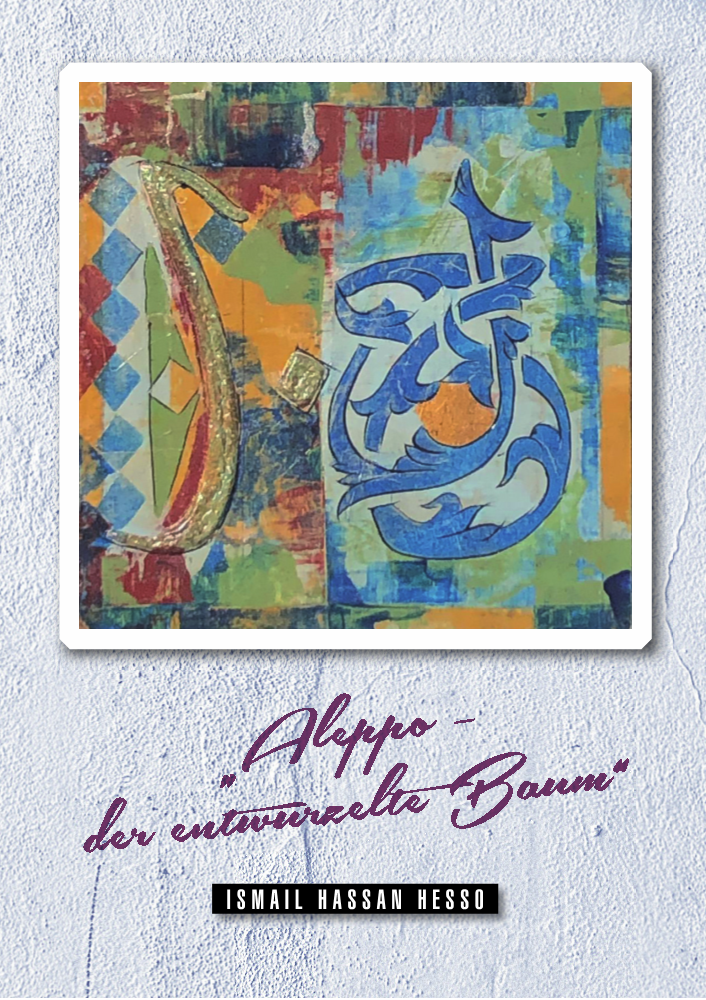 „Aleppo -
der entwurzelte Baum“
ISMAIL HASSAN HESSO